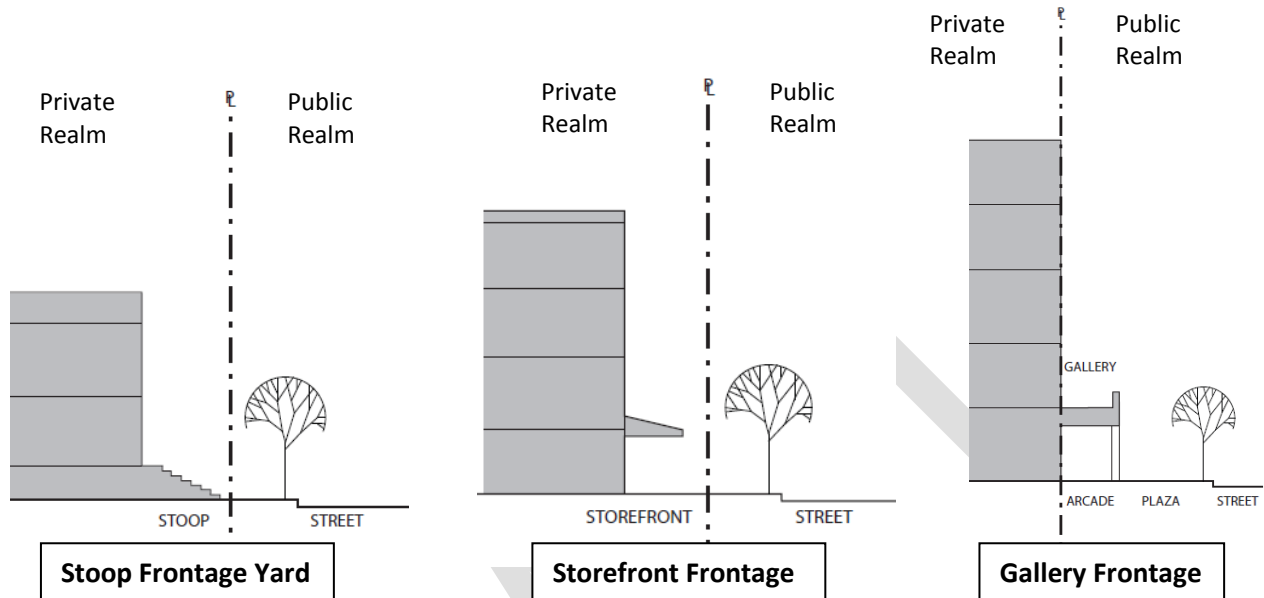 Private
Realm
Public
Realm
℄
STOOP
STREET
Stoop Frontage Yard
Private
Realm
Public
Realm
℄
STOREFRONT
STREET
Storefront Frontage
Private
Realm
Public
Realm
℄
GALLERY
ARCADE
PLAZA
STREET
Gallery Frontage